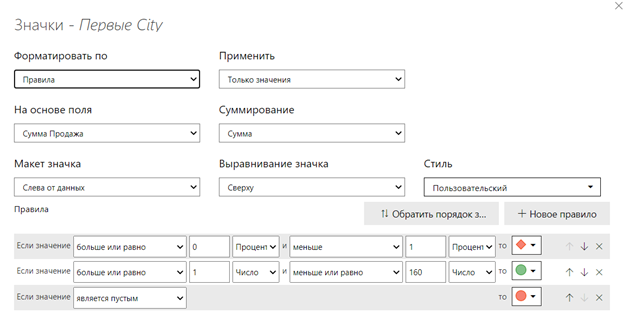 Значки - Первые City
Форматировать по Применить
Правила Только значения
На основе поля Суммирование
Сумма Продажа Сумма
Макет значка Выравнивание значка Стиль
Слева от данных Сверху Пользовательский
Правила Обратить порядок з... + Новое правило
Если значение больше или равно 0 Процент и меньше 1 Процент то
Если значение больше или равно 1 Число и меньше или равно 160 Число то
Если значение является пустым то